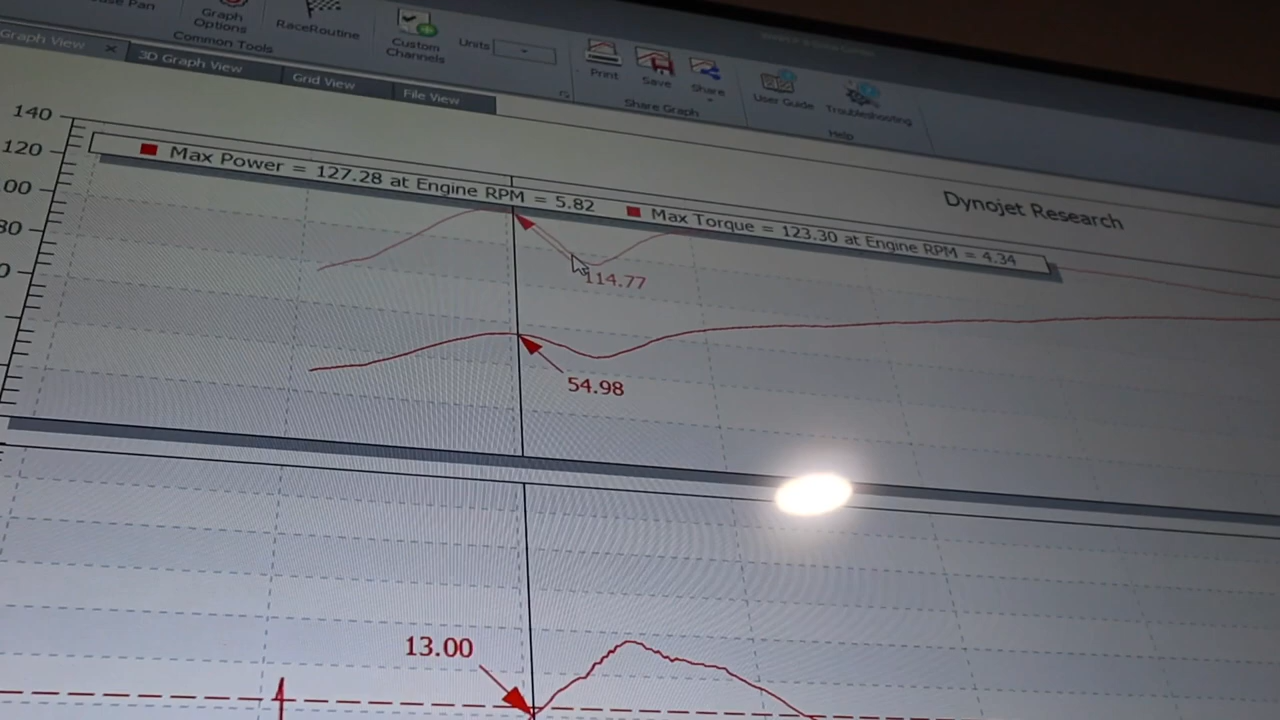 Graph Options
RaceRoutine
Custom Channels
Units
Common Tools
Print
Save
Share
Share Graph
User Guide
Troubleshooting
Help
Graph View
3D Graph View
Grid View
File View
Dynojet Research
Max Power = 127.28 at Engine RPM = 5.82
Max Torque = 123.30 at Engine RPM = 4.34
140
120
114.77
54.98
13.00